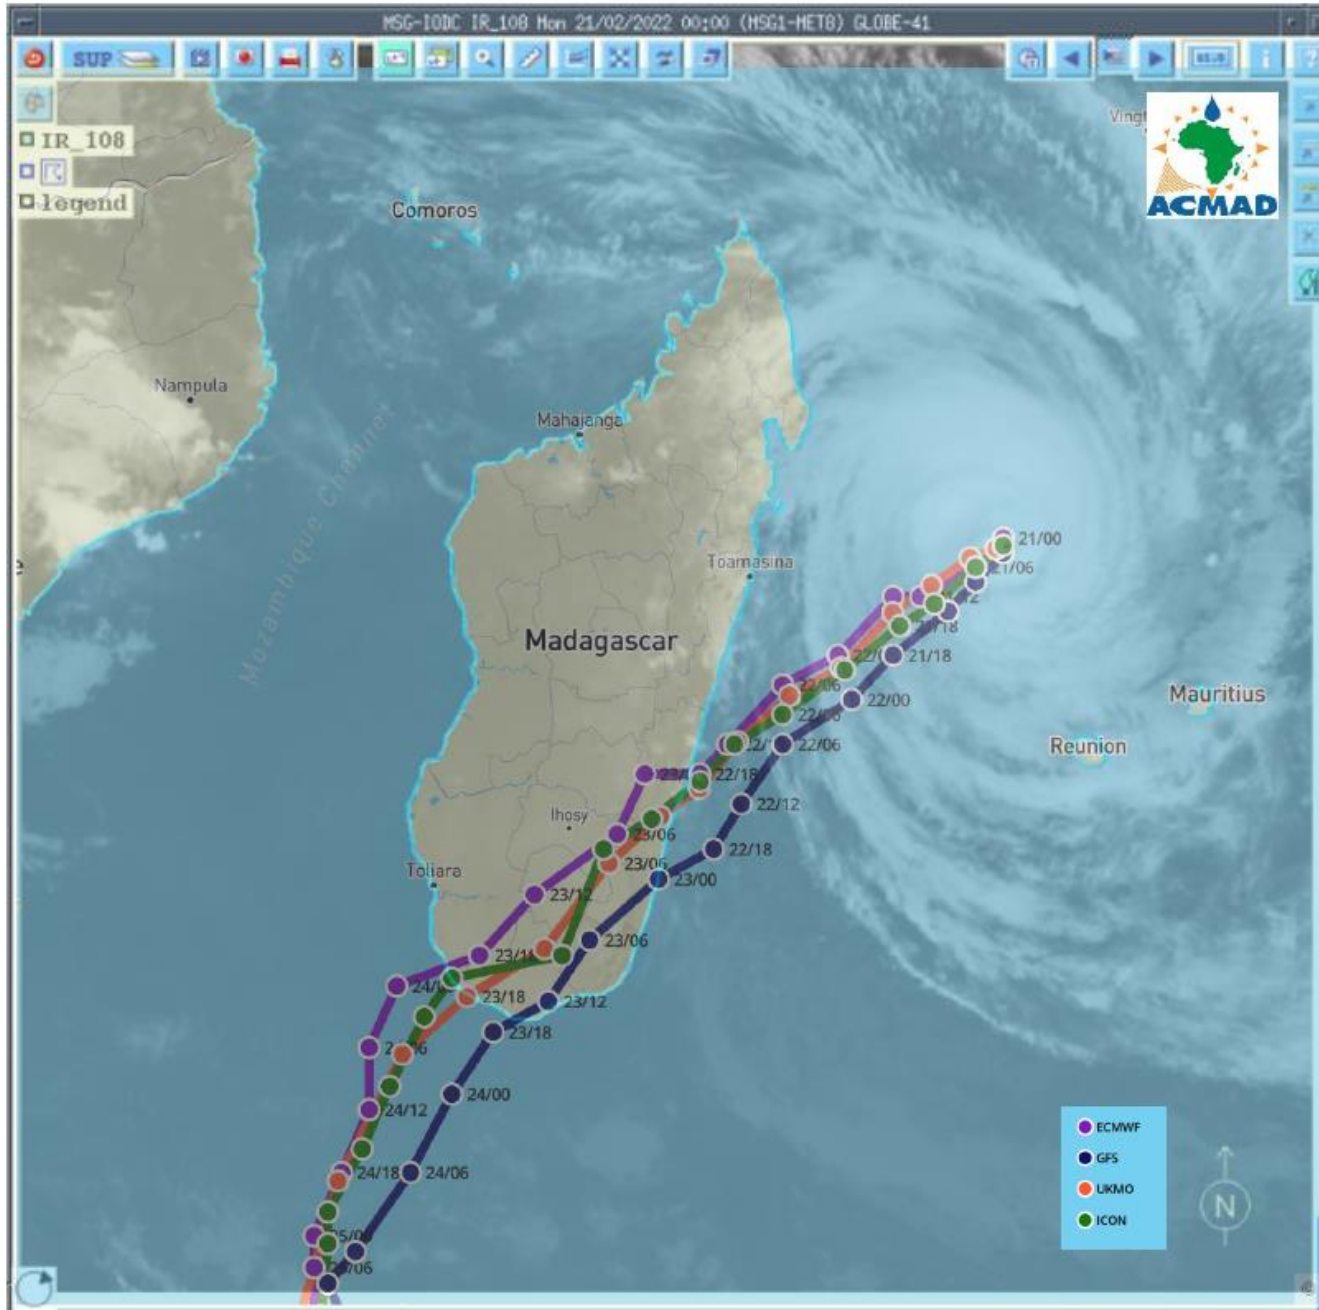 MSG-IODC IR_108 Mon 21/02/2022 00:00 (MSG1-MET8) GLOBE-41
SUP
IR_108
legend
ACMAD
Comoros
Nampula
Mozambique Channel
Mahajanga
21/00
Toamasina
21/06
Madagascar
21/18
22/06
22/00
Mauritius
22/06
22/06
Reunion
22/18
22/12
Ihosy
23/06
22/18
Toliara
23/06
23/00
23/12
23/06
23/18
23/12
23/18
24/00
24/12
24/18
24/06
ECMWF
GFS
UKMO
ICON
N